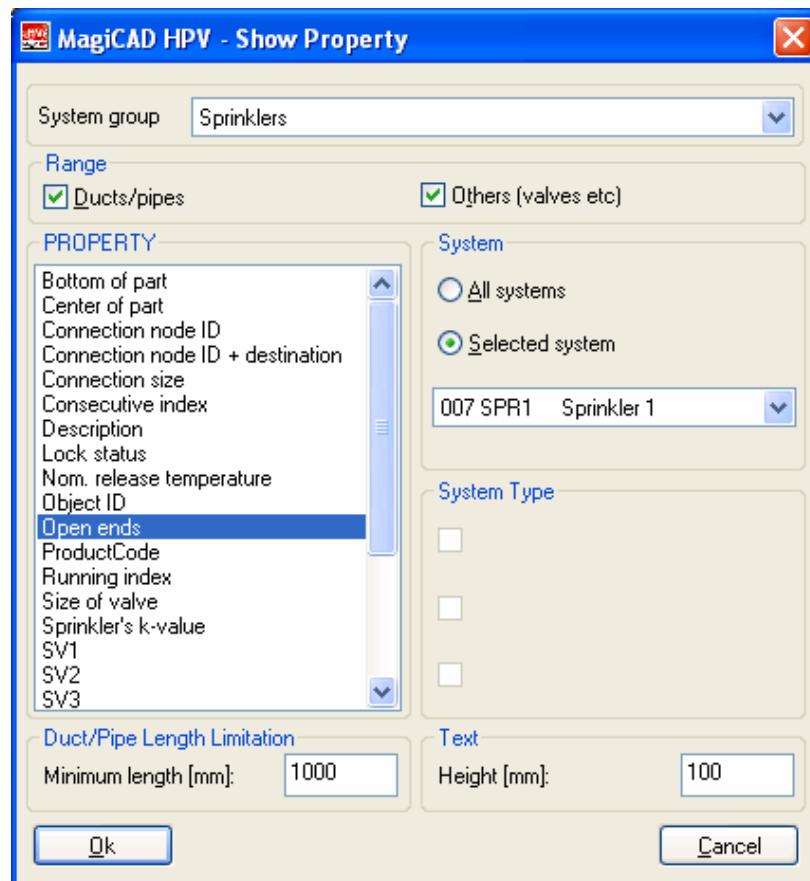 MagiCAD HPV - Show Property
System group Sprinklers
Range
Ducts/pipes Others (valves etc)
PROPERTY
Bottom of part
Center of part
Connection node ID
Connection node ID + destination
Connection size
Consecutive index
Description
Lock status
Nom. release temperature
Object ID
Open ends
ProductCode
Running index
Size of valve
Sprinkler's k-value
SV1
SV2
SV3
System
All systems
Selected system
007 SPR1 Sprinkler 1
System Type
Duct/Pipe Length Limitation
Minimum length [mm]: 1000
Text
Height [mm]: 100
Ok Cancel